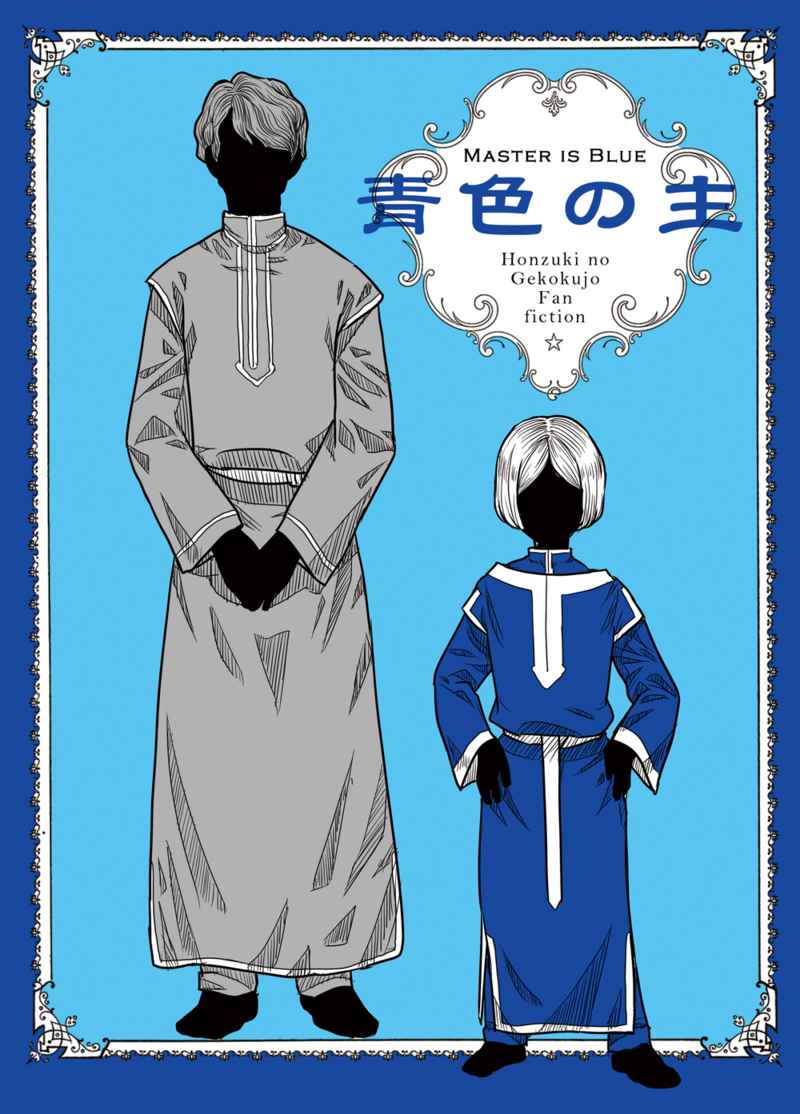 MASTER IS BLUE
青色の主
Honzuki no
Gekokujo
Fan
fiction
☆